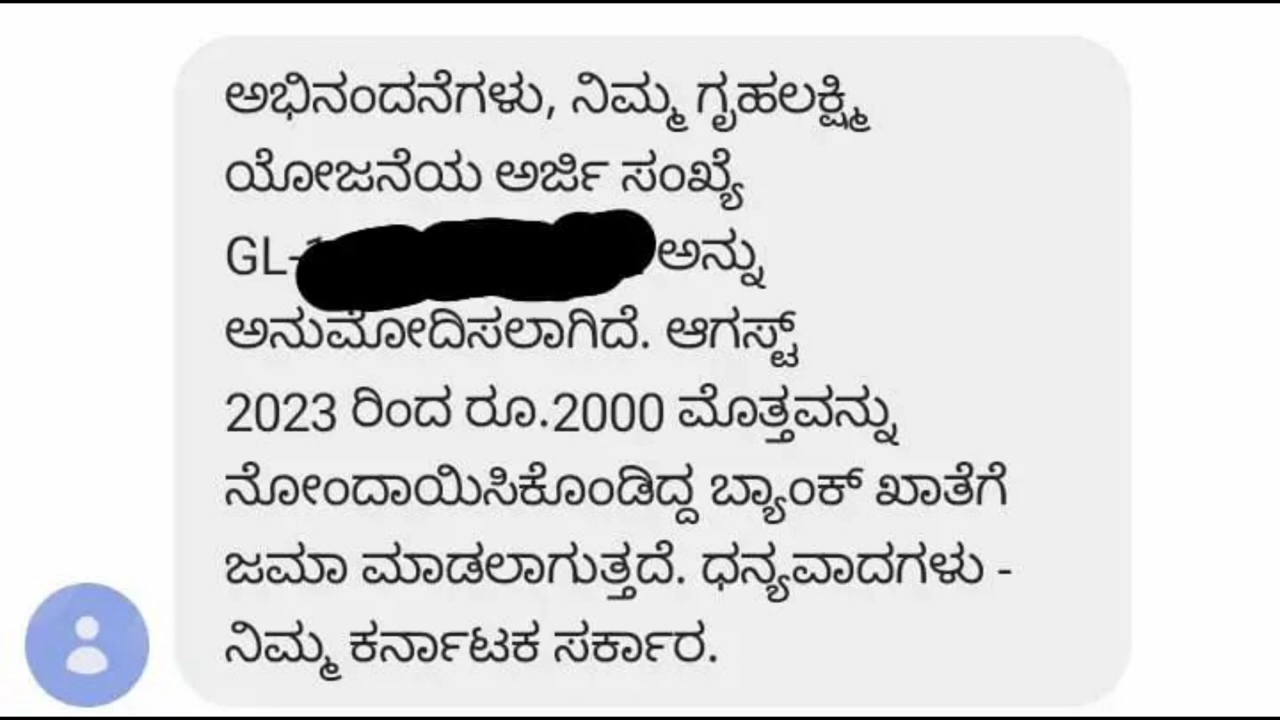 ಅಭಿನಂದನೆಗಳು, ನಿಮ್ಮ ಗೃಹಲಕ್ಷ್ಮಿ
ಯೋಜನೆಯ ಅರ್ಜಿ ಸಂಖ್ಯೆ
GL- ಅನ್ನು
ಅನುಮೋದಿಸಲಾಗಿದೆ. ಆಗಸ್ಟ್
2023 ರಿಂದ ರೂ.2000 ಮೊತ್ತವನ್ನು
ನೋಂದಾಯಿಸಿಕೊಂಡಿದ್ದ ಬ್ಯಾಂಕ್ ಖಾತೆಗೆ
ಜಮಾ ಮಾಡಲಾಗುತ್ತದೆ. ಧನ್ಯವಾದಗಳು -
ನಿಮ್ಮ ಕರ್ನಾಟಕ ಸರ್ಕಾರ.